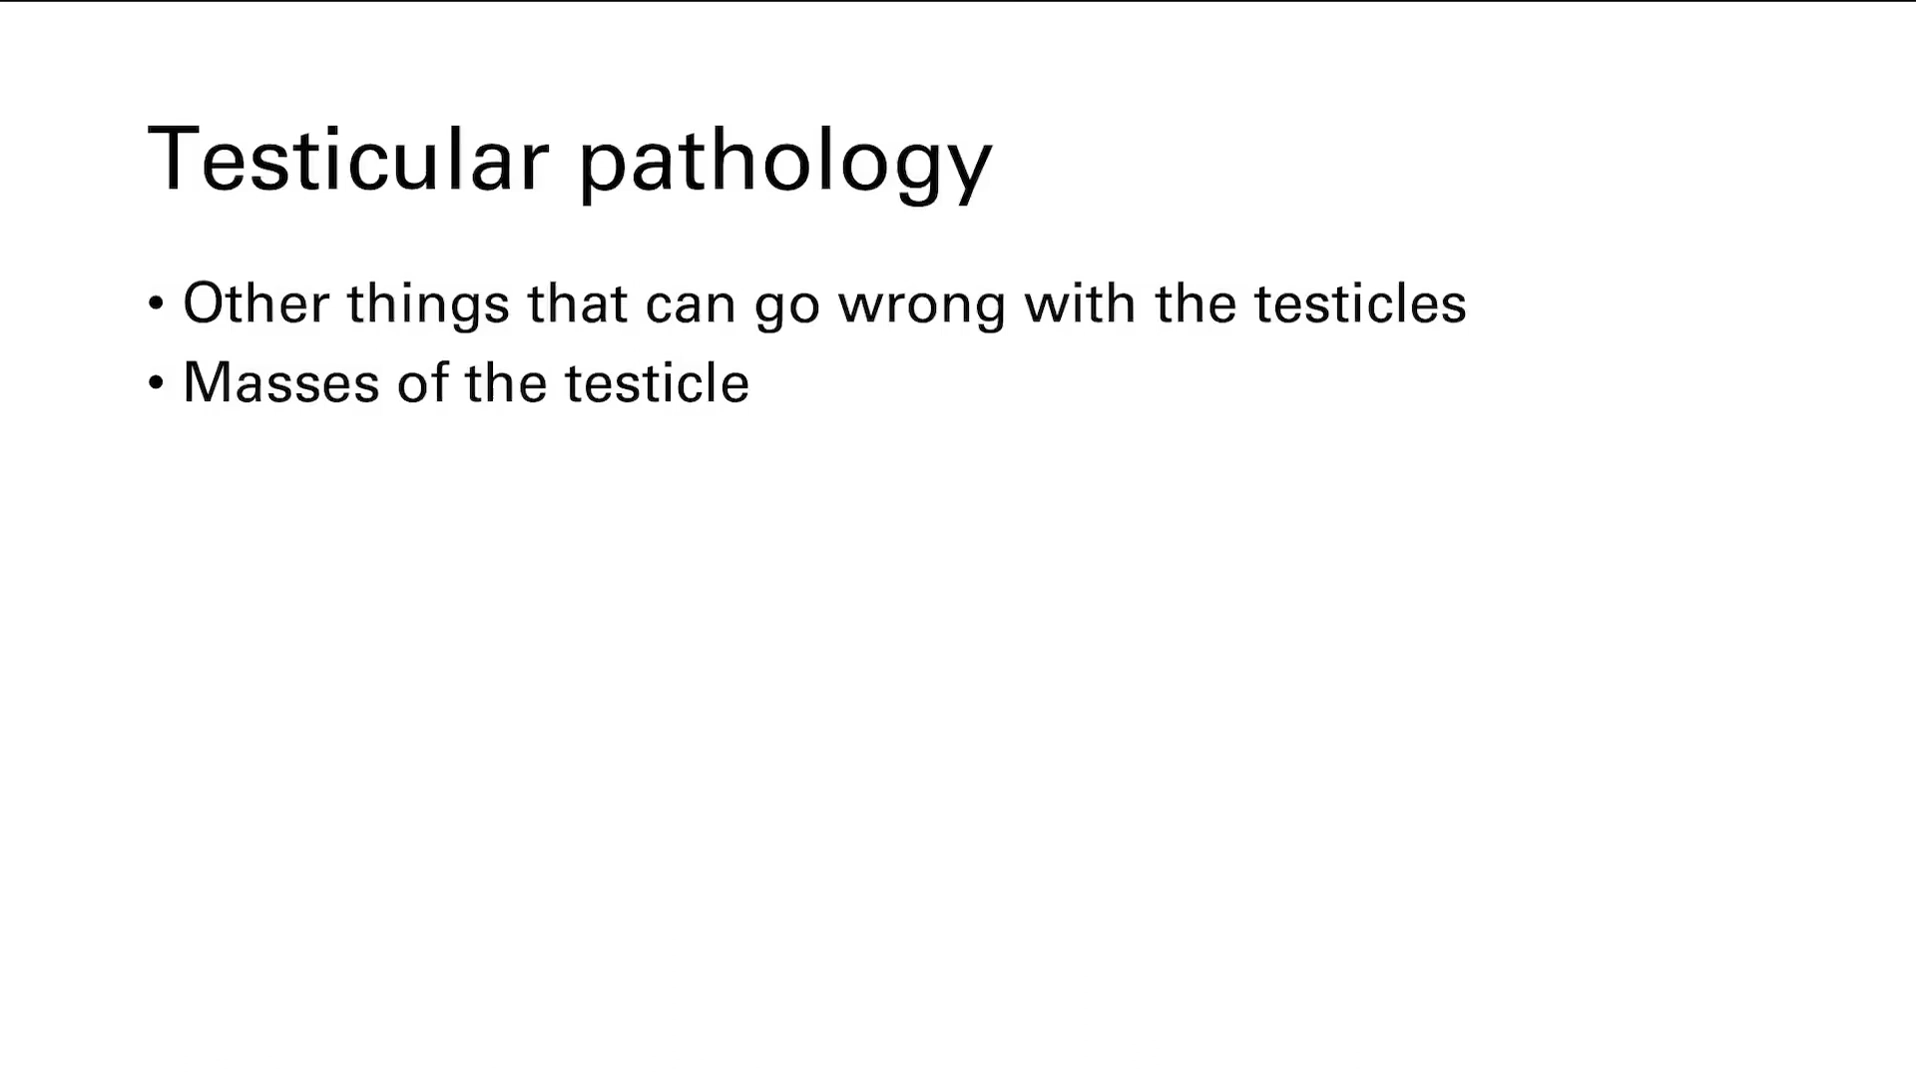 Testicular pathology
• Other things that can go wrong with the testicles
• Masses of the testicle